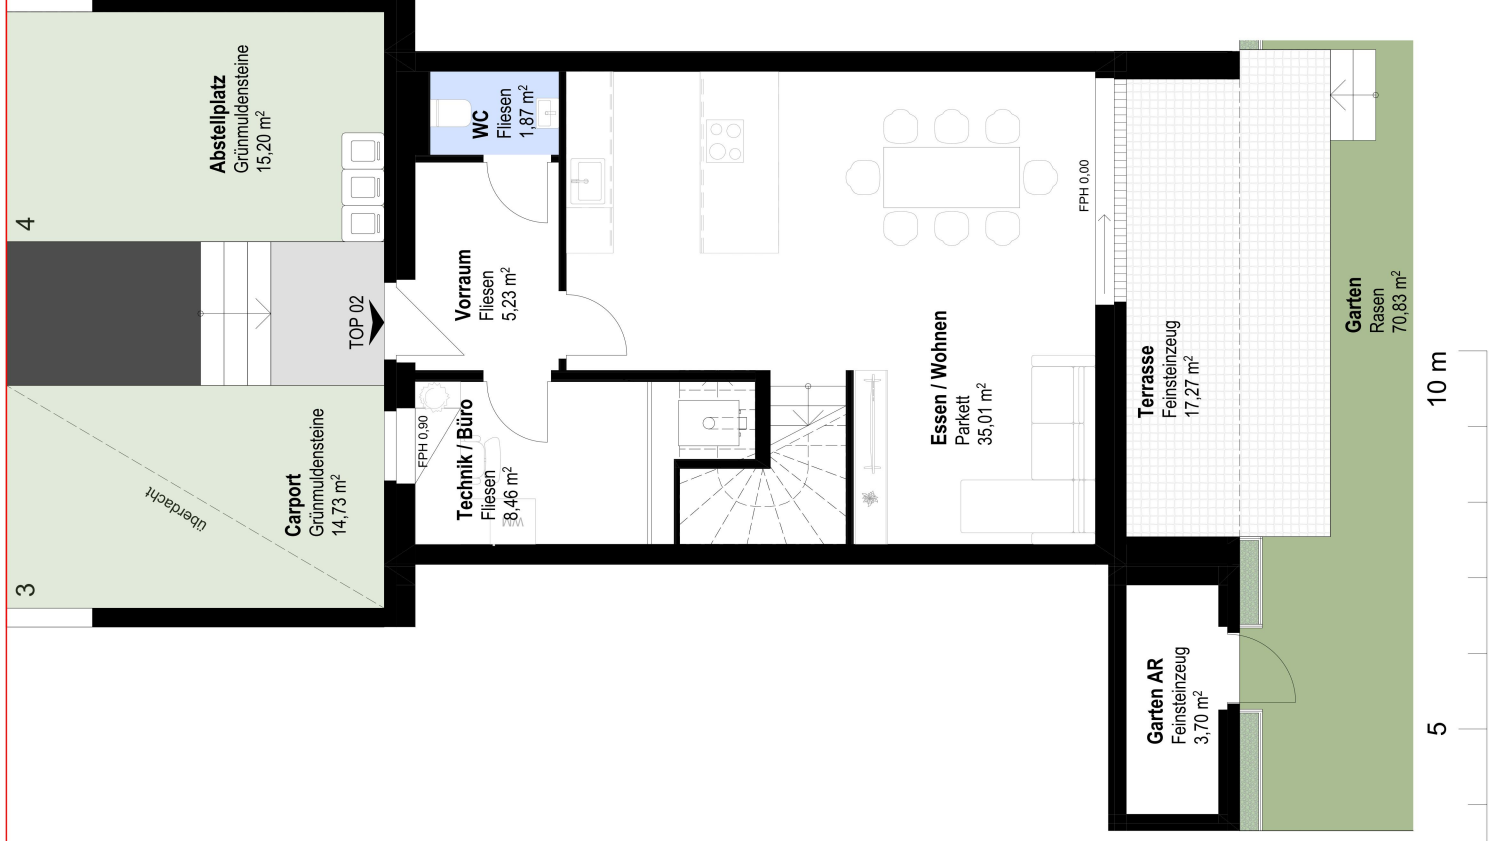 4
Abstellplatz
Grünmuldensteine
15,20 m²
TOP 02
3
überdacht
Carport
Grünmuldensteine
14,73 m²
WC
Fliesen
1,87 m²
Vorraum
Fliesen
5,23 m²
FPH 0,90
Technik / Büro
Fliesen
8,46 m²
WM
Essen / Wohnen
Parkett
35,01 m²
FPH 0,00
Terrasse
Feinsteinzeug
17,27 m²
Garten AR
Feinsteinzeug
3,70 m²
Garten
Rasen
70,83 m²
10 m
5